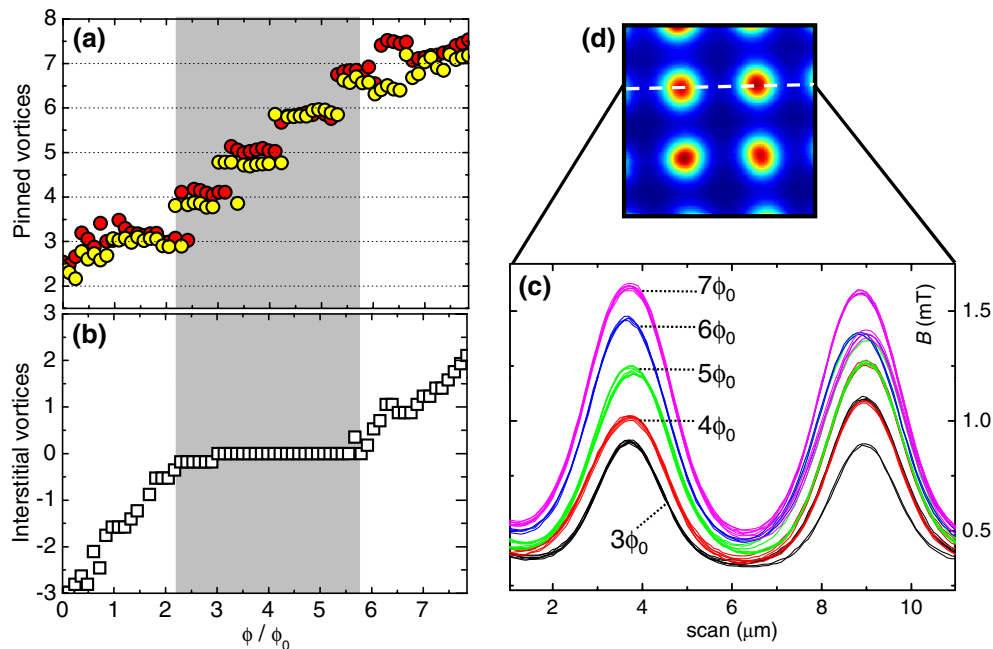 (a)
Pinned vortices
8
7
6
5
4
3
2
(b)
Interstitial vortices
3
2
1
0
-1
-2
-3
0 1 2 3 4 5 6 7
ϕ / ϕ₀
(d)
(c)
7ϕ₀
6ϕ₀
5ϕ₀
4ϕ₀
3ϕ₀
B (mT)
1.5
1.0
0.5
2 4 6 8 10
scan (μm)